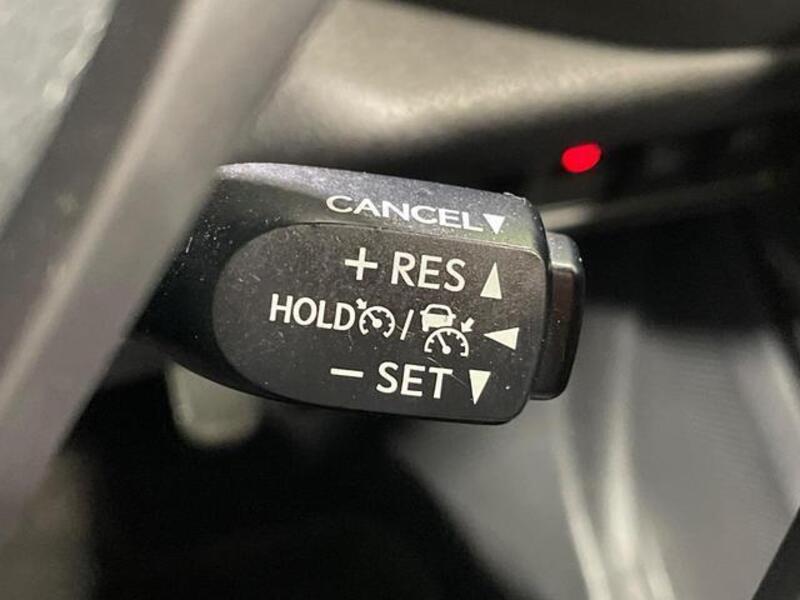 CANCEL▼
+ RES ▲
HOLD / ◀
− SET ▼